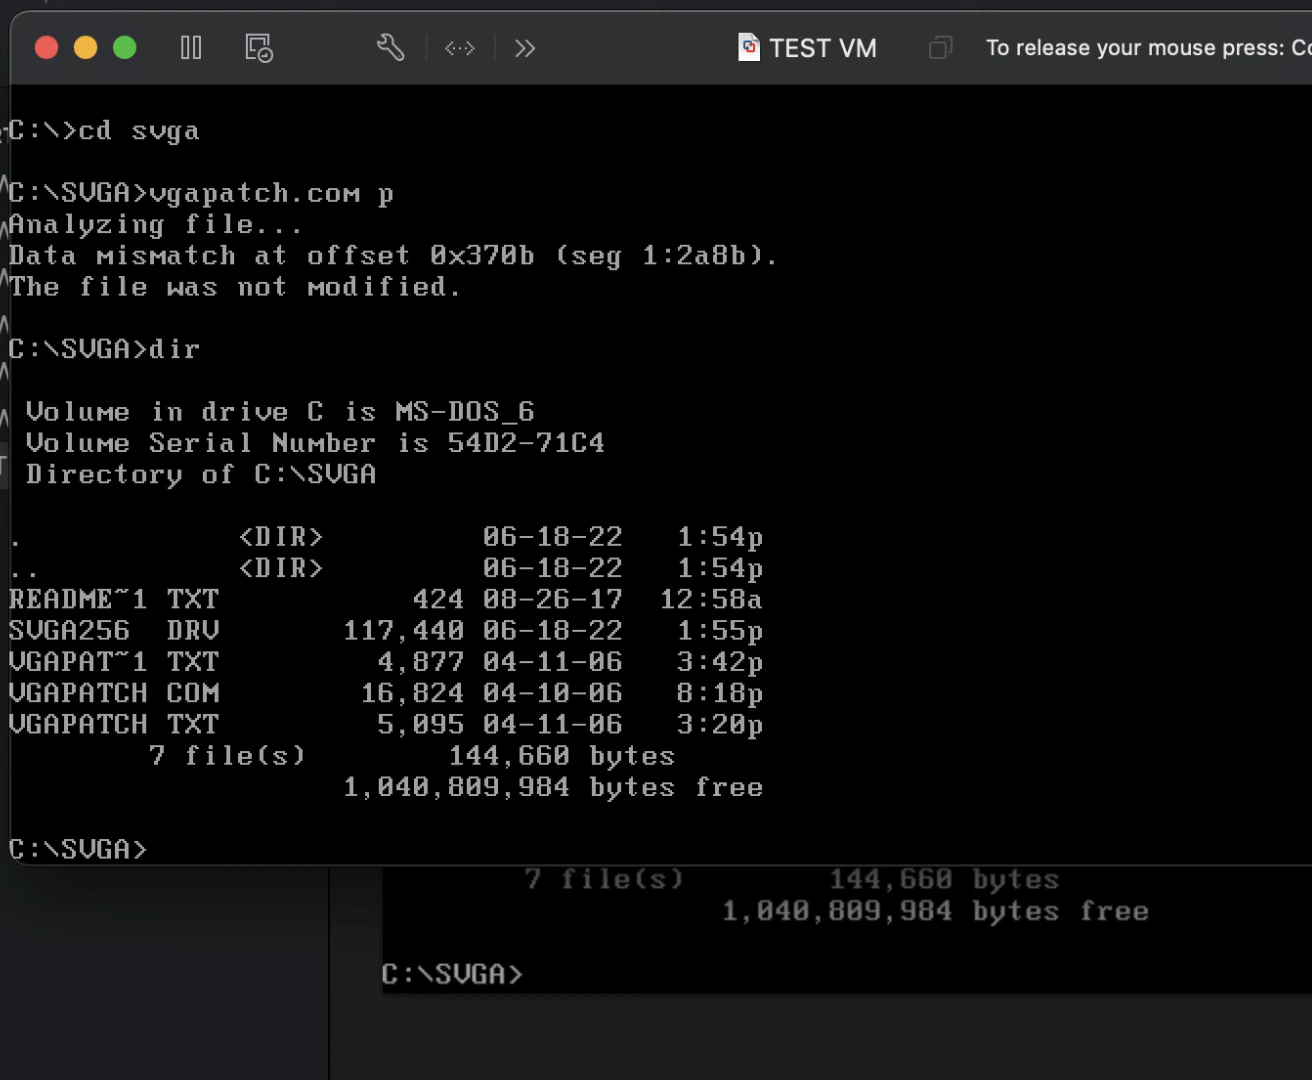 TEST VM
To release your mouse press: Co
C:\>cd svga
C:\SVGA>vgapatch.com p
Analyzing file...
Data mismatch at offset 0x370b (seg 1:2a8b).
The file was not modified.
C:\SVGA>dir
Volume in drive C is MS-DOS_6
Volume Serial Number is 54D2-71C4
Directory of C:\SVGA
. <DIR> 06-18-22 1:54p
.. <DIR> 06-18-22 1:54p
README~1 TXT 424 08-26-17 12:58a
SVGA256 DRV 117,440 06-18-22 1:55p
VGAPAT~1 TXT 4,877 04-11-06 3:42p
VGAPATCH COM 16,824 04-10-06 8:18p
VGAPATCH TXT 5,095 04-11-06 3:20p
7 file(s) 144,660 bytes
1,040,809,984 bytes free
C:\SVGA>
7 file(s) 144,660 bytes
1,040,809,984 bytes free
C:\SVGA>